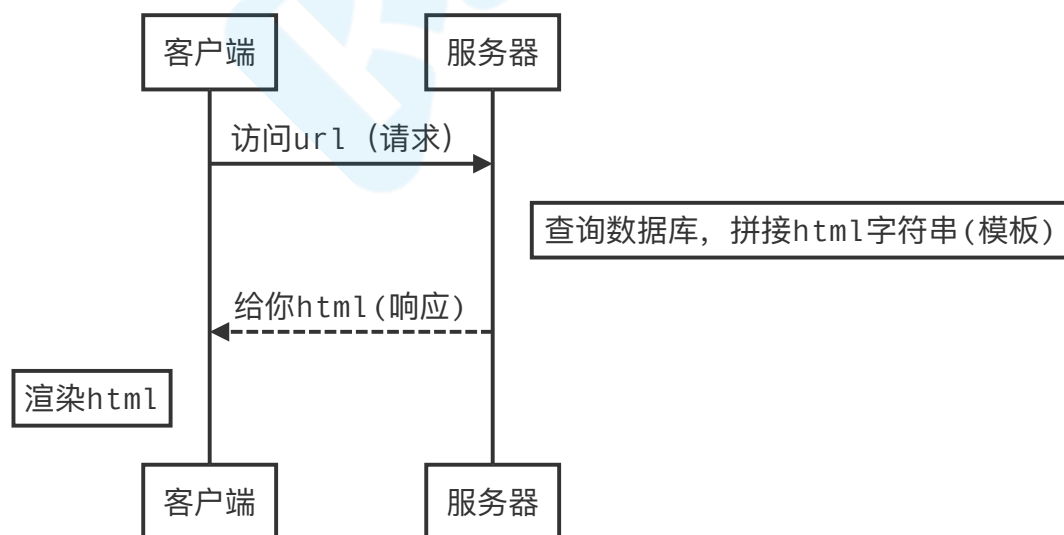 客户端 服务器
访问url（请求）
查询数据库，拼接html字符串(模板)
给你html(响应)
渲染html
客户端 服务器